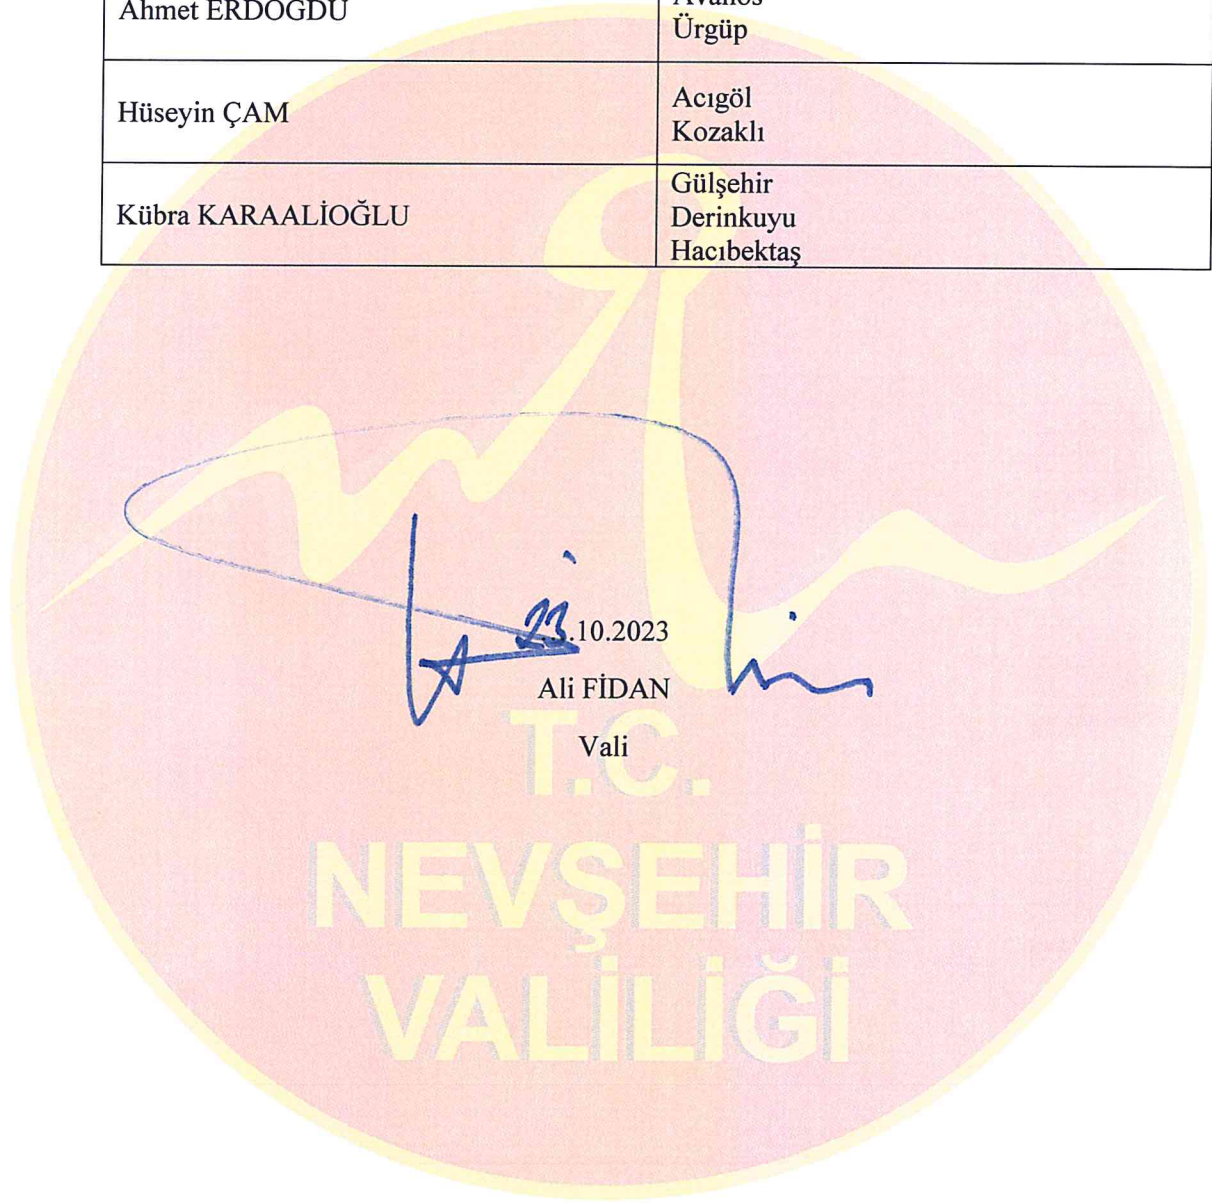 Ahmet ERDOĞDU
Avanos
Ürgüp
Hüseyin ÇAM
Acıgöl
Kozaklı
Kübra KARAALİOĞLU
Gülşehir
Derinkuyu
Hacıbektaş
23.10.2023
Ali FİDAN
Vali
T.C.
NEVŞEHİR
VALİLİĞİ